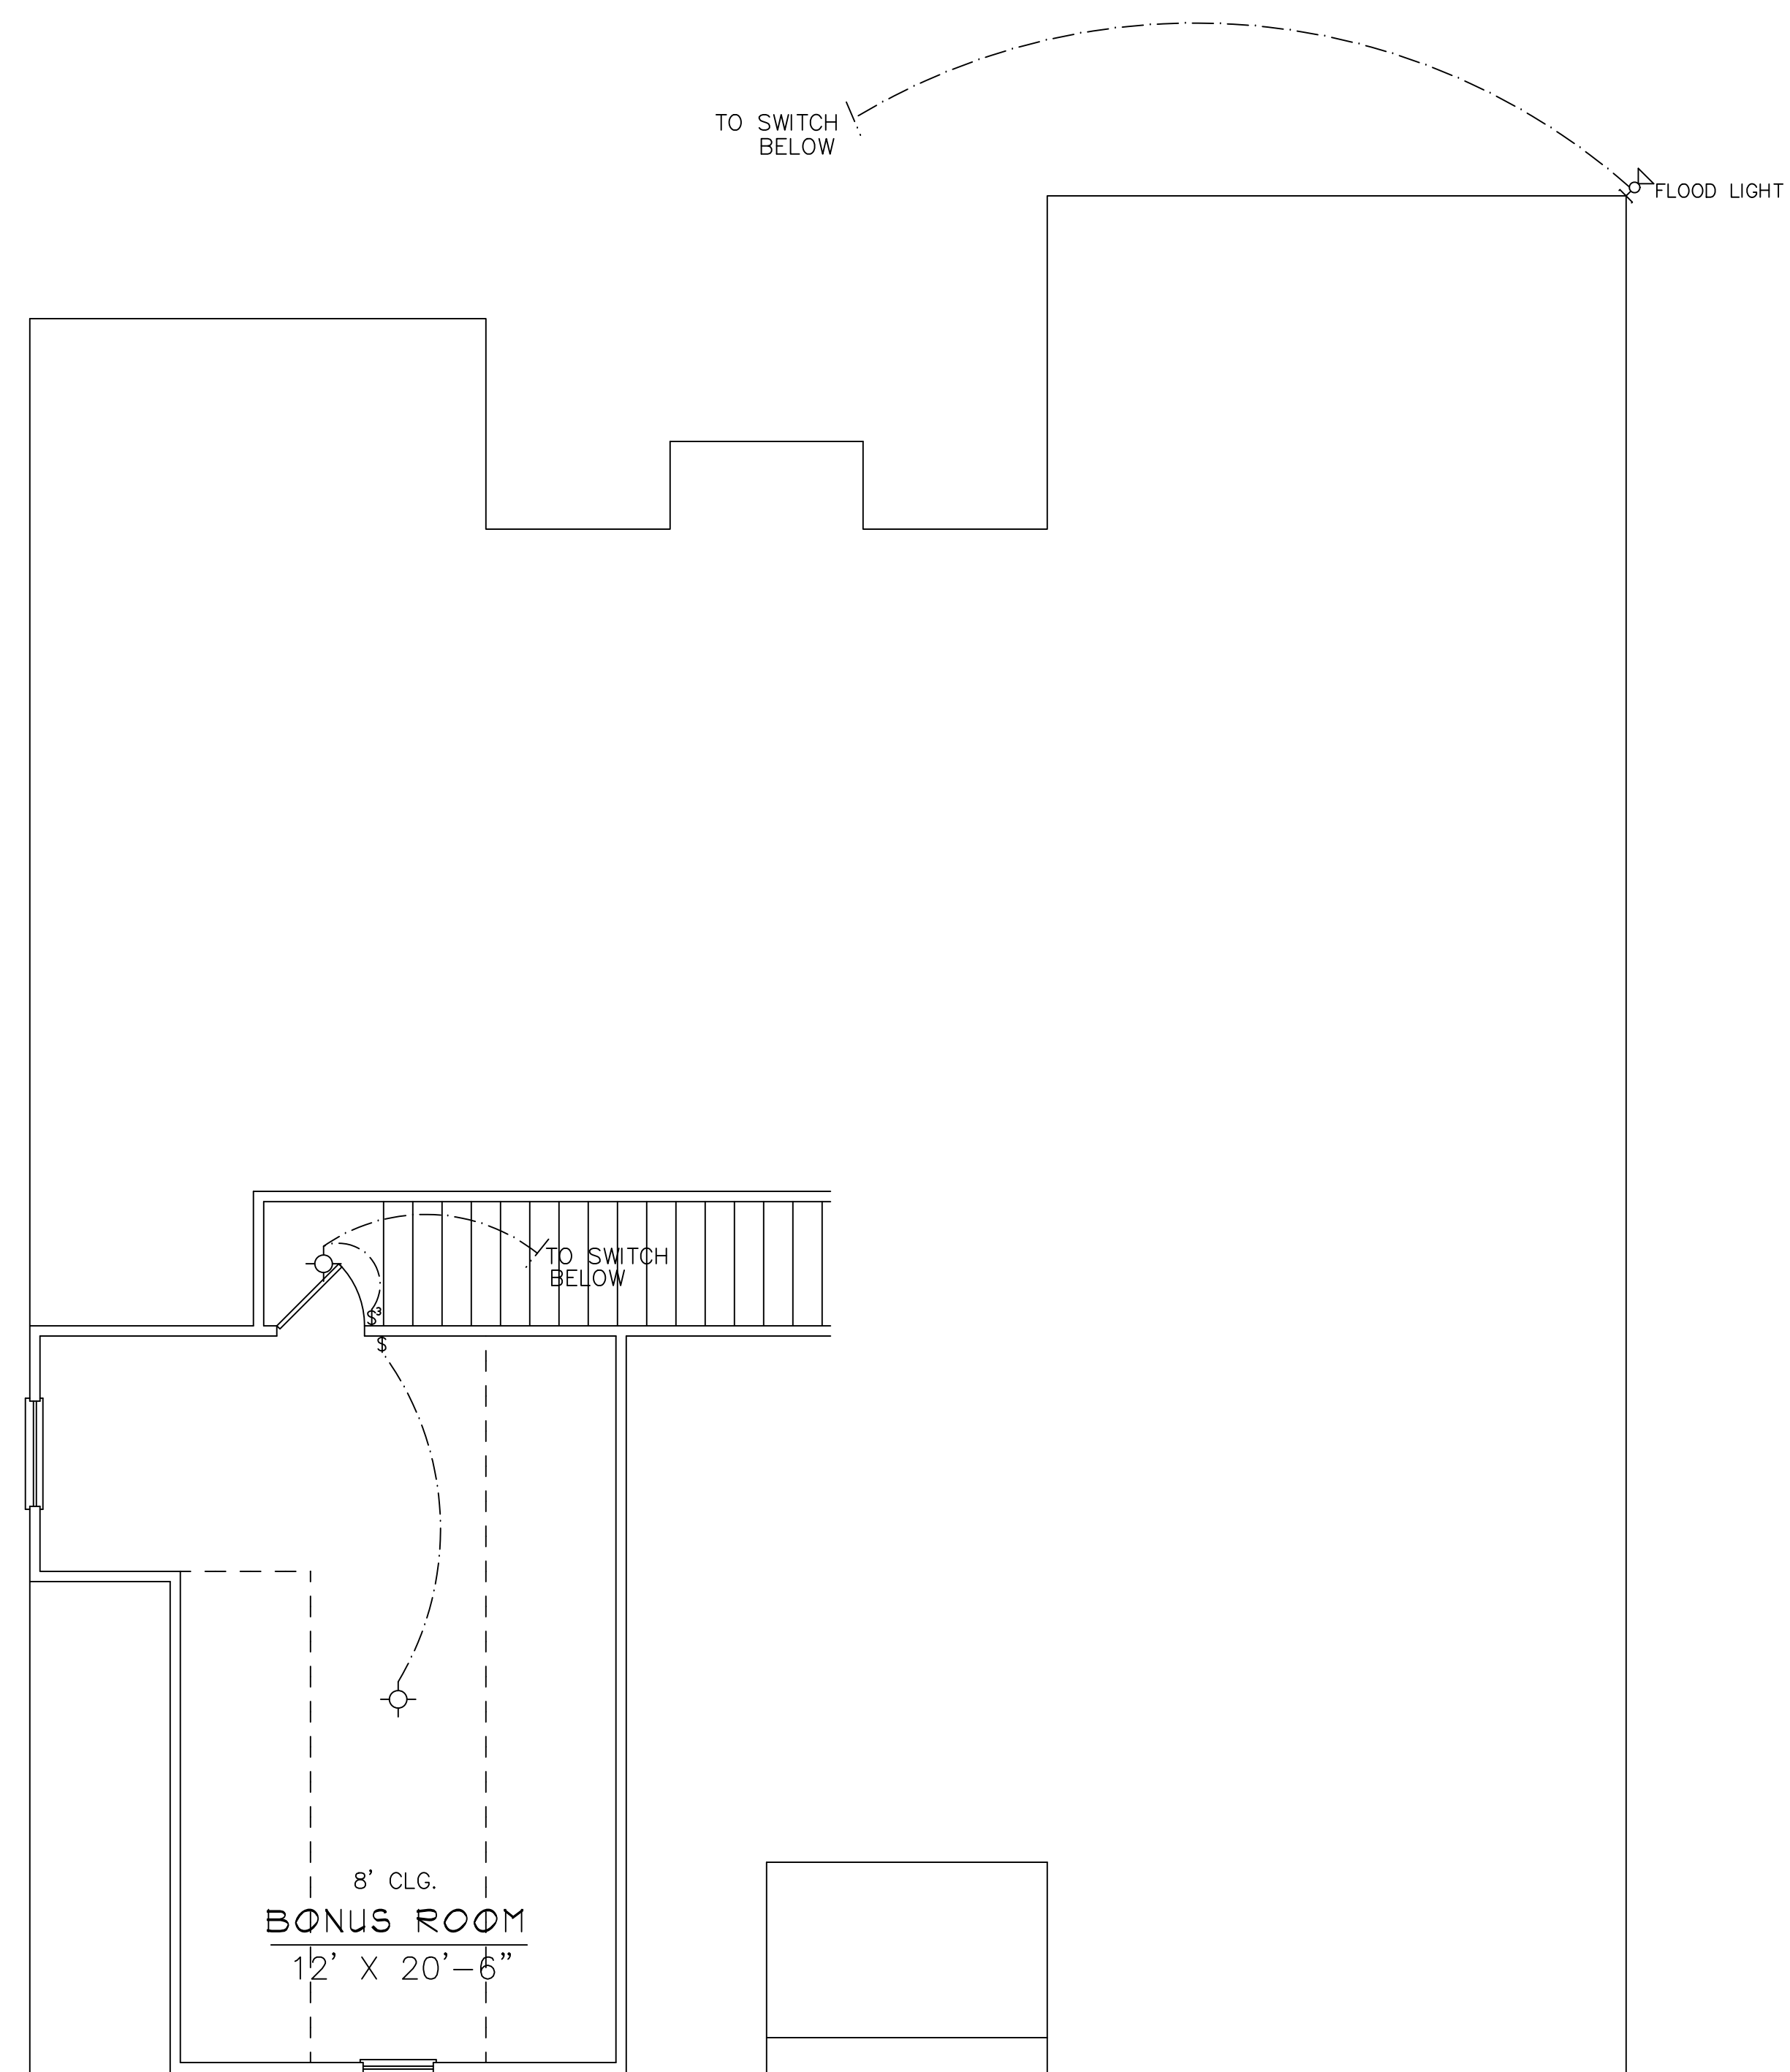 TO SWITCH
BELOW
FLOOD LIGHT
TO SWITCH
BELOW
$3
$
8' CLG.
BONUS ROOM
12' X 20'-6"